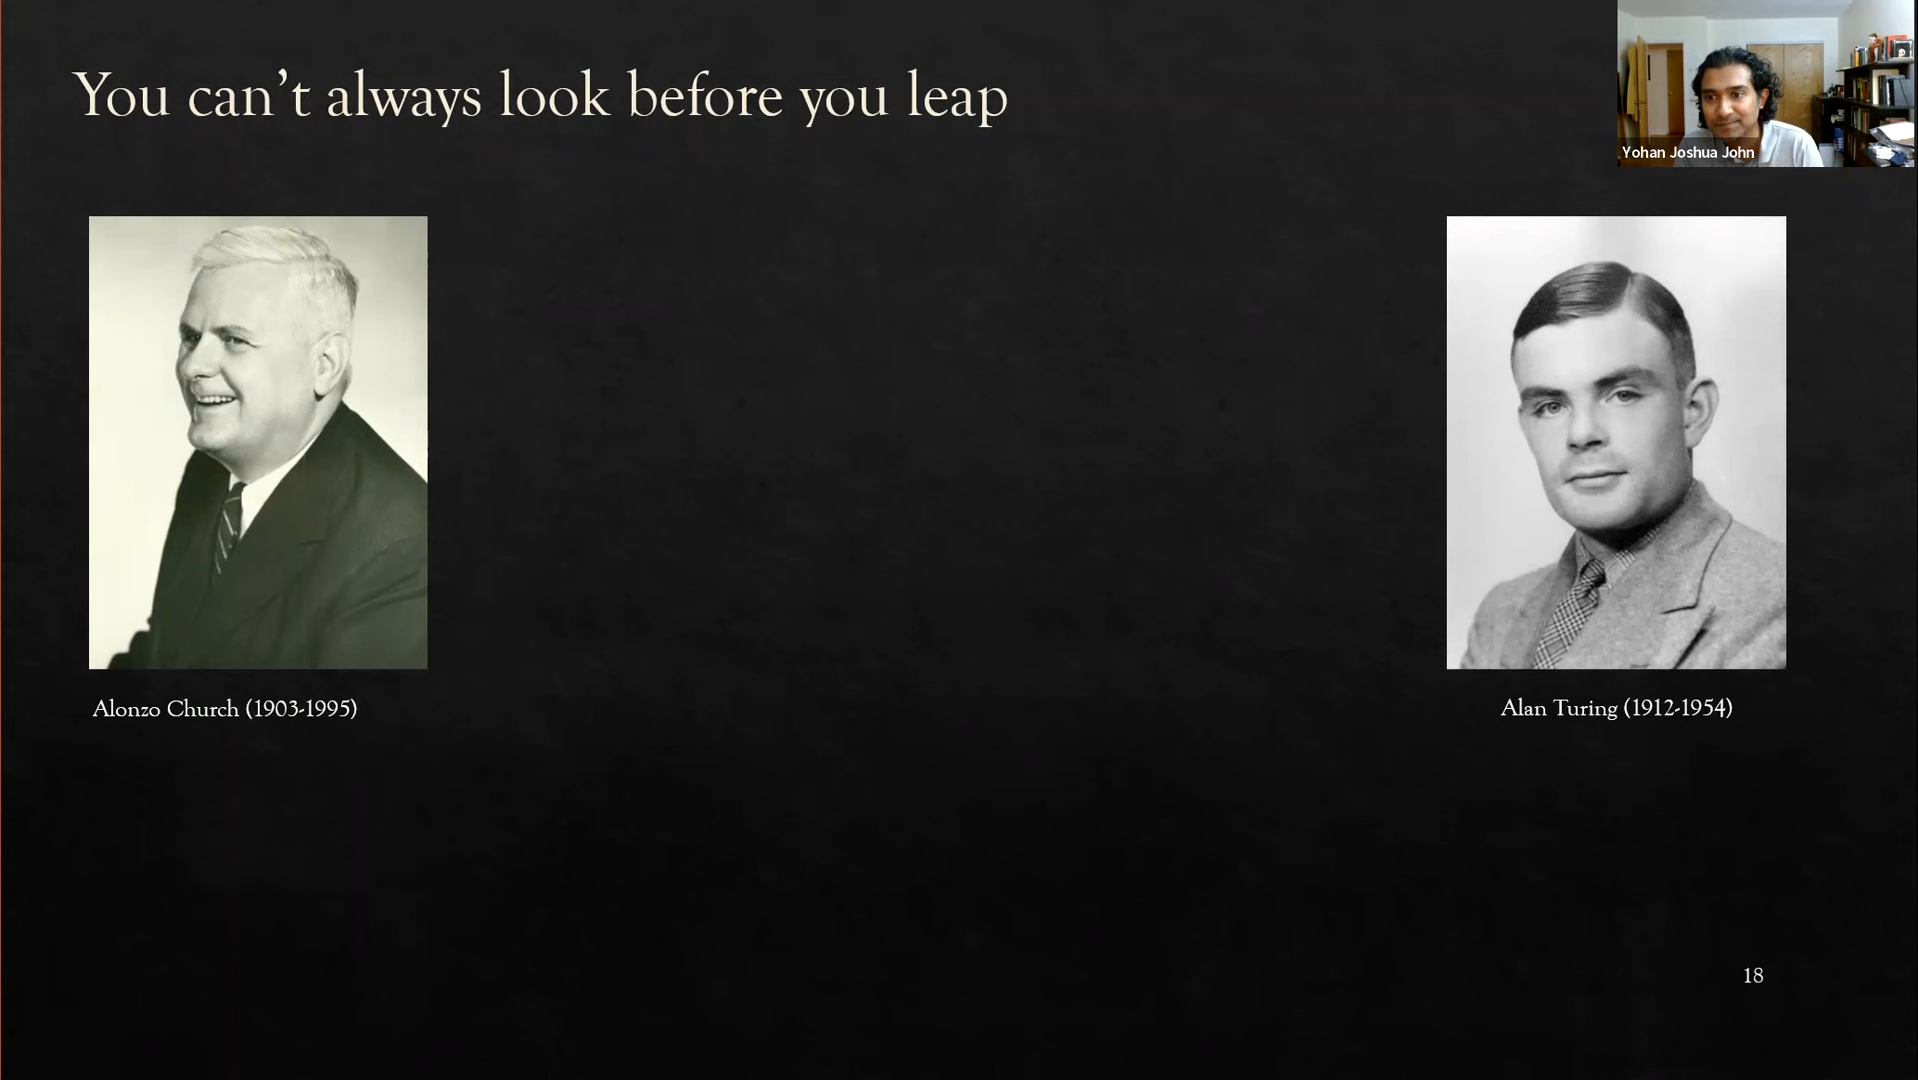 You can’t always look before you leap
Yohan Joshua John
Alonzo Church (1903-1995)
Alan Turing (1912-1954)
18